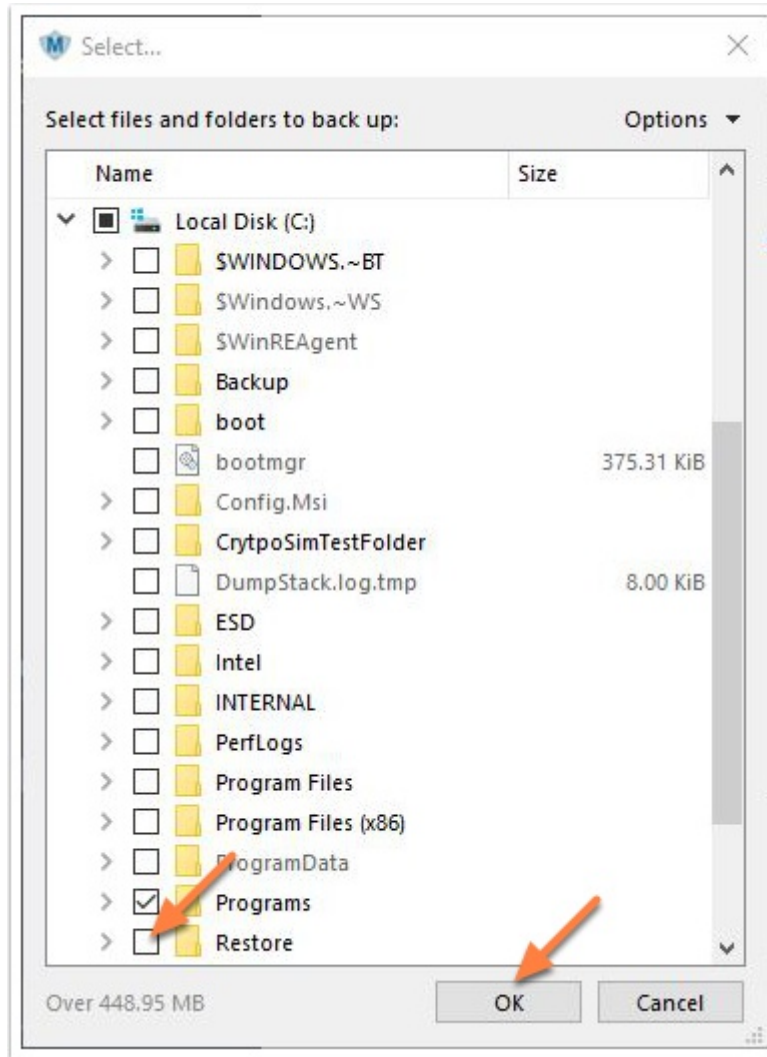 M Select...
Select files and folders to back up: Options
Name Size
Local Disk (C:)
$WINDOWS.~BT
$Windows.~WS
$WinREAgent
Backup
boot
bootmgr 375.31 KiB
Config.Msi
CrytpoSimTestFolder
DumpStack.log.tmp 8.00 KiB
ESD
Intel
INTERNAL
PerfLogs
Program Files
Program Files (x86)
ProgramData
Programs
Restore
Over 448.95 MB OK Cancel